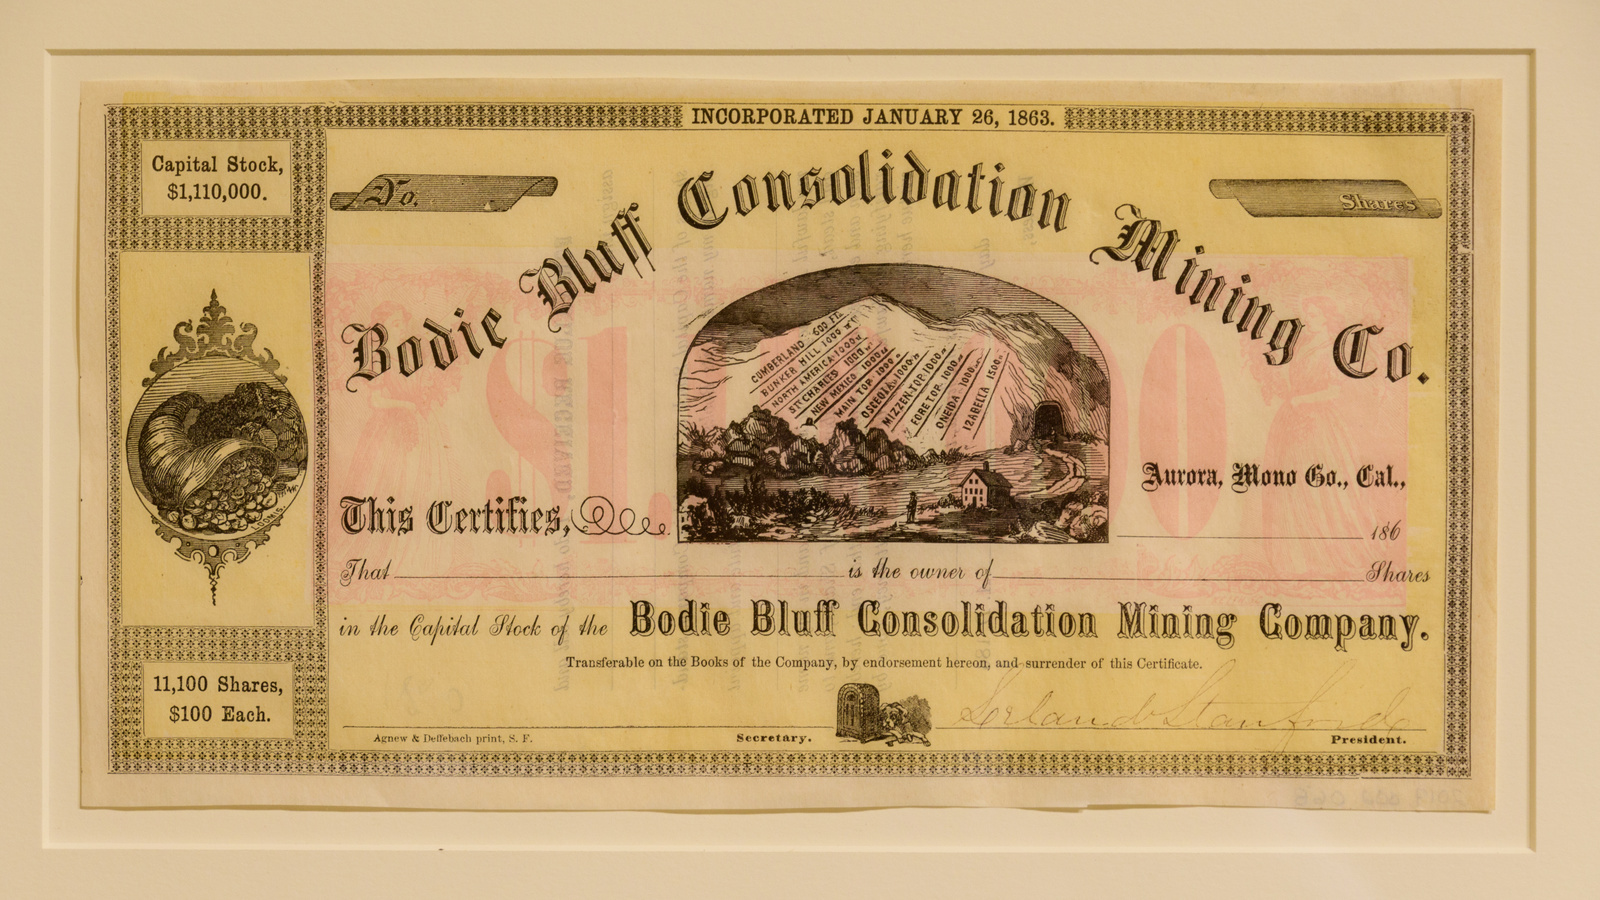 INCORPORATED JANUARY 26, 1863.
Capital Stock,
$1,110,000.
No.
Shares
Bodie Bluff Consolidation Mining Co.
CUMBERLAND 600 FT.
BUNKER HILL 1000 "
NORTH AMERICA 1000 "
ST. CHARLES 1000 "
NEW MEXICO 1000 "
MAIN TOP 1000 "
OSCEOLA 1000 "
MIZZEN-TOP 1000 "
FORE TOP 1000 "
ONEIDA 1000 "
IZABELLA 1500 "
Aurora, Mono Co., Cal.,
This Certifies,
186
That is the owner of Shares
in the Capital Stock of the Bodie Bluff Consolidation Mining Company.
Transferable on the Books of the Company, by endorsement hereon, and surrender of this Certificate.
11,100 Shares,
$100 Each.
Leland Stanford
Agnew & Deffebach print, S. F.
Secretary.
President.